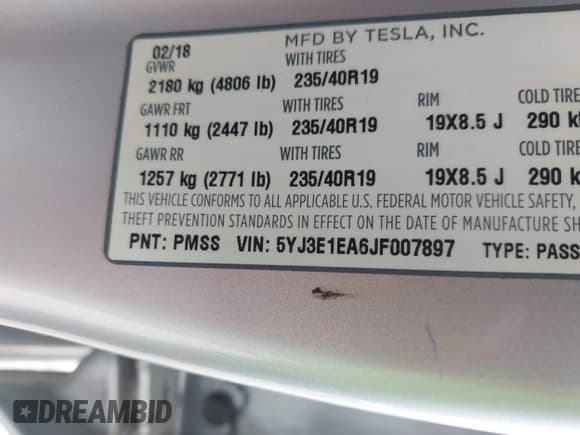 MFD BY TESLA, INC.
02/18
GVWR WITH TIRES
2180 kg (4806 lb) 235/40R19
GAWR FRT WITH TIRES RIM COLD TIRE
1110 kg (2447 lb) 235/40R19 19X8.5 J 290 k
GAWR RR WITH TIRES RIM COLD TIRE
1257 kg (2771 lb) 235/40R19 19X8.5 J 290 k
THIS VEHICLE CONFORMS TO ALL APPLICABLE U.S. FEDERAL MOTOR VEHICLE SAFETY,
THEFT PREVENTION STANDARDS IN EFFECT ON THE DATE OF MANUFACTURE SH
PNT: PMSS VIN: 5YJ3E1EA6JF007897 TYPE: PASS
DREAMBID